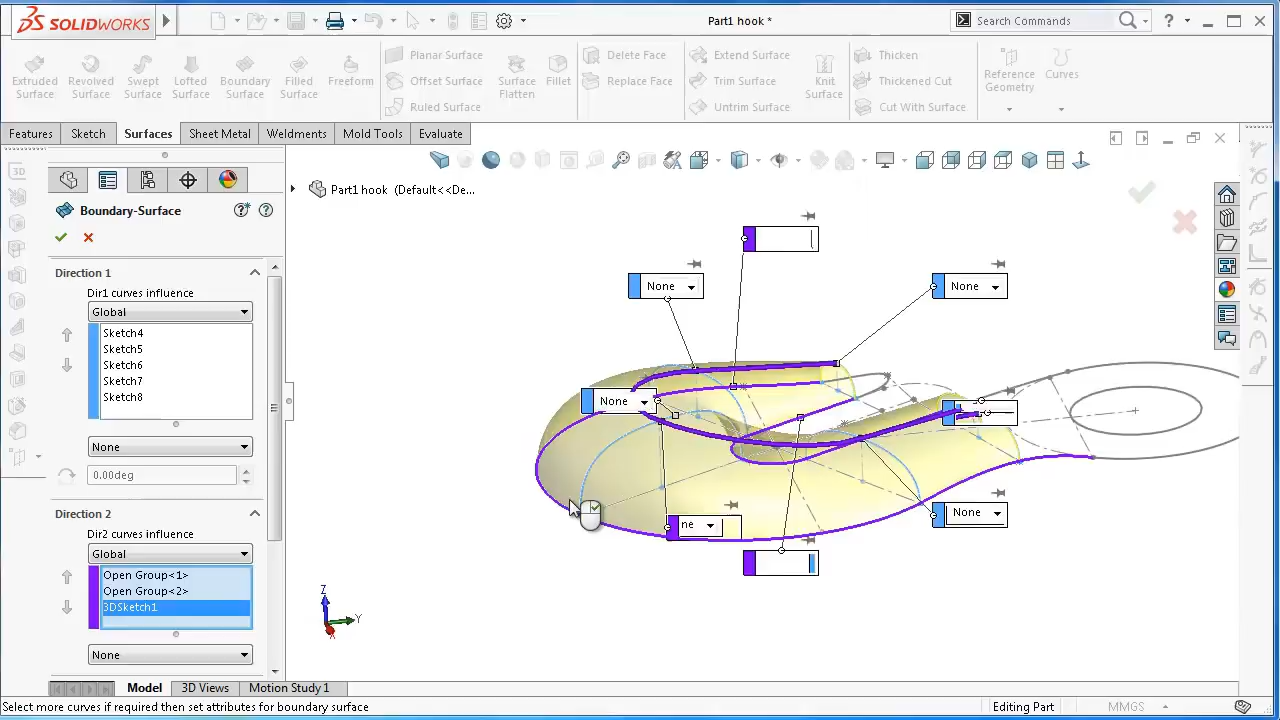 SOLIDWORKS
Part1 hook *
Search Commands
?
Extruded Surface
Revolved Surface
Swept Surface
Lofted Surface
Boundary Surface
Filled Surface
Freeform
Planar Surface
Offset Surface
Ruled Surface
Surface Flatten
Fillet
Delete Face
Replace Face
Extend Surface
Trim Surface
Untrim Surface
Knit Surface
Thicken
Thickened Cut
Cut With Surface
Reference Geometry
Curves
Features
Sketch
Surfaces
Sheet Metal
Weldments
Mold Tools
Evaluate
3D
Part1 hook (Default<<De...
Boundary-Surface
Direction 1
Dir1 curves influence
Global
Sketch4
Sketch5
Sketch6
Sketch7
Sketch8
None
0.00deg
Direction 2
Dir2 curves influence
Global
Open Group<1>
Open Group<2>
3DSketch1
None
None
None
None
ne
None
Z
Y
X
Model
3D Views
Motion Study 1
Select more curves if required then set attributes for boundary surface
Editing Part
MMGS